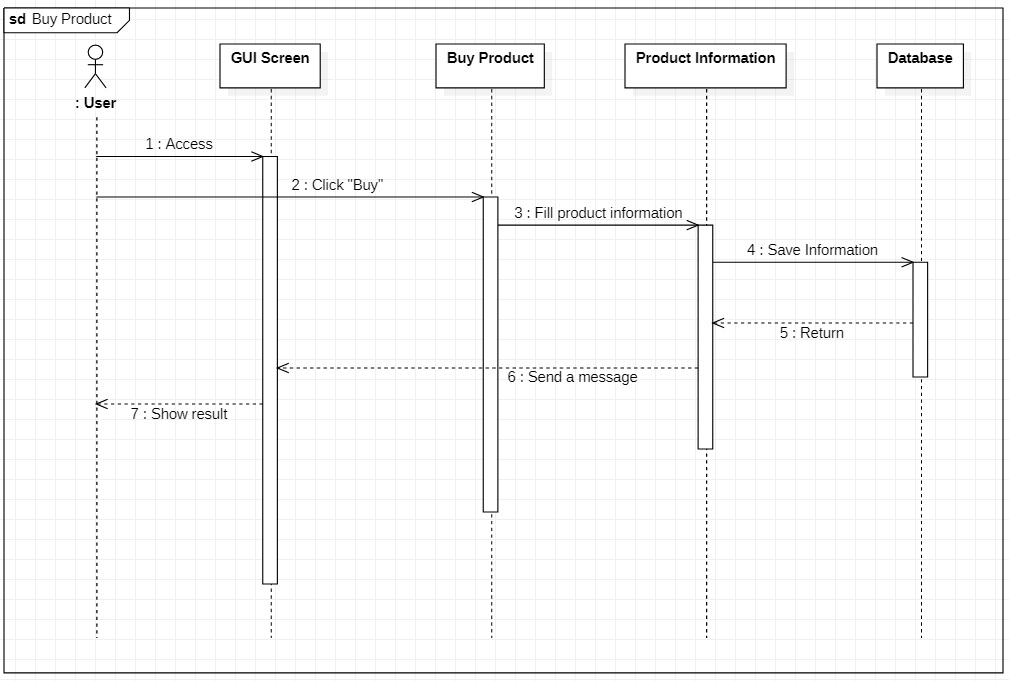 sd Buy Product
GUI Screen
Buy Product
Product Information
Database
: User
1 : Access
2 : Click "Buy"
3 : Fill product information
4 : Save Information
5 : Return
6 : Send a message
7 : Show result